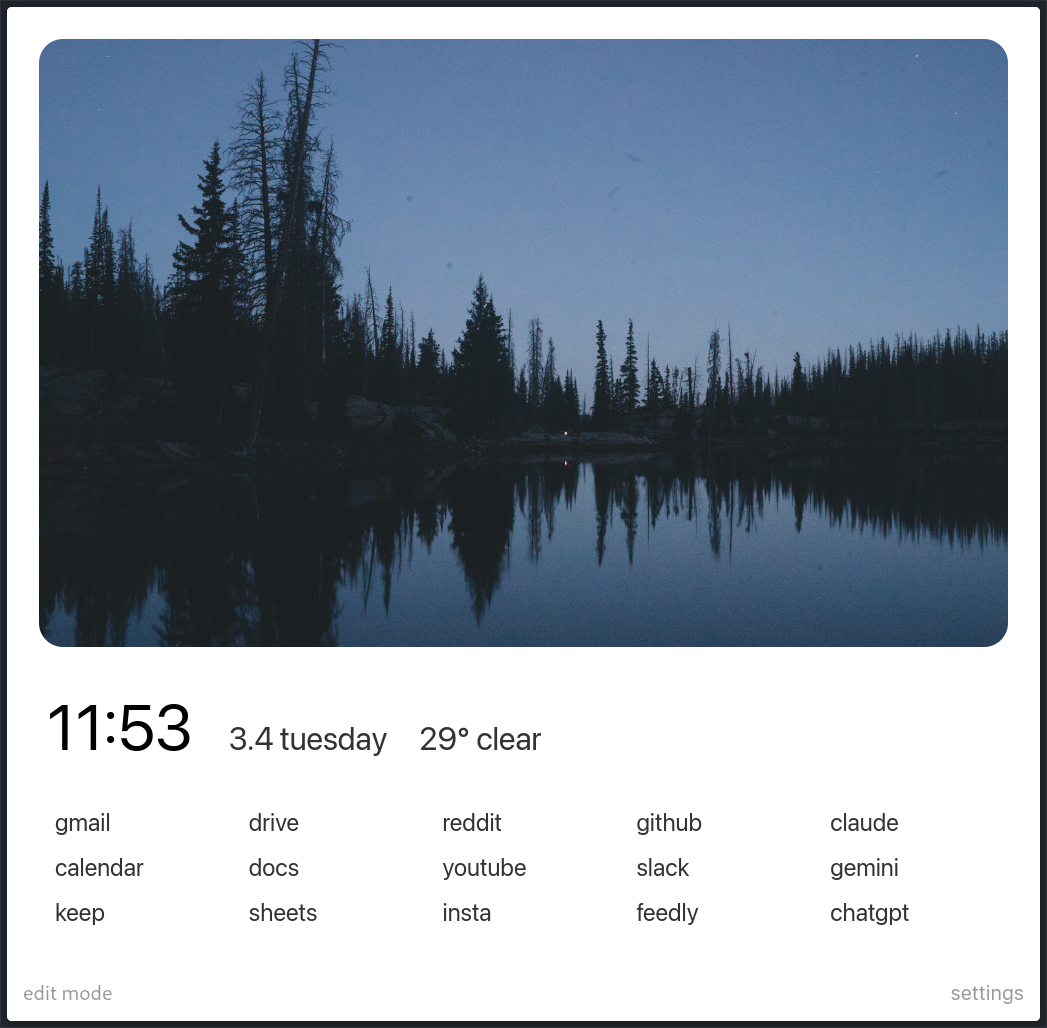 11:53 3.4 tuesday 29° clear
gmail drive reddit github claude
calendar docs youtube slack gemini
keep sheets insta feedly chatgpt
edit mode settings